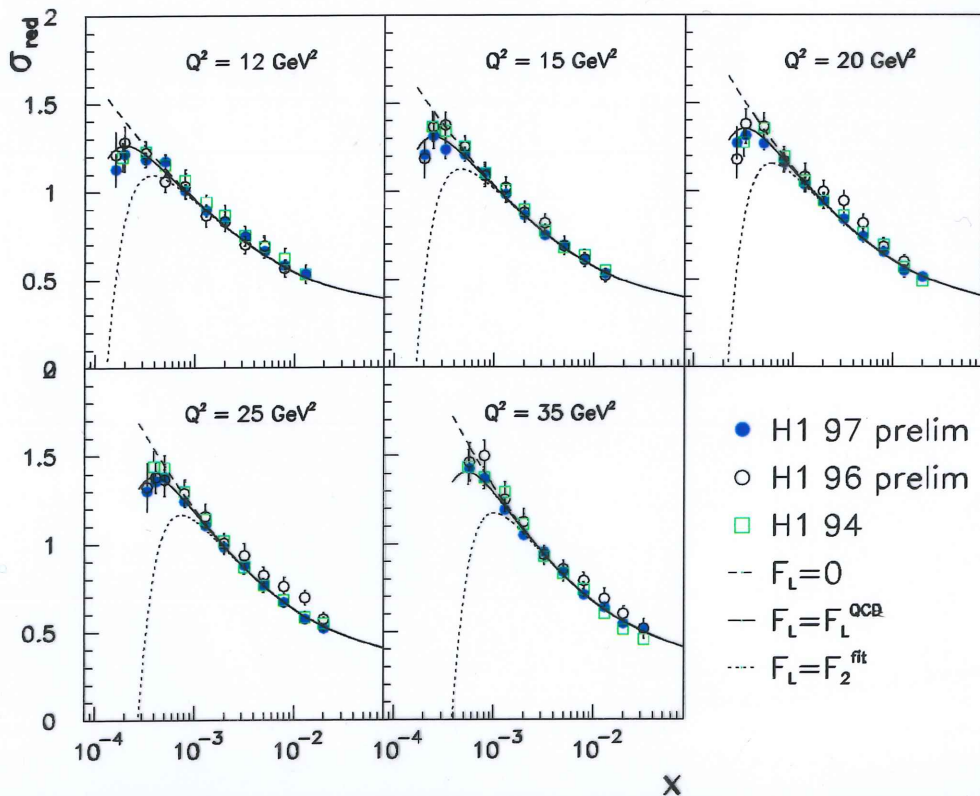 σ_red
2
1.5
1
0.5
0
Q² = 12 GeV²
Q² = 15 GeV²
Q² = 20 GeV²
2
1.5
1
0.5
0
Q² = 25 GeV²
Q² = 35 GeV²
10⁻⁴ 10⁻³ 10⁻²
10⁻⁴ 10⁻³ 10⁻²
x
H1 97 prelim
H1 96 prelim
H1 94
F_L=0
F_L=F_L^QCD
F_L=F_2^fit